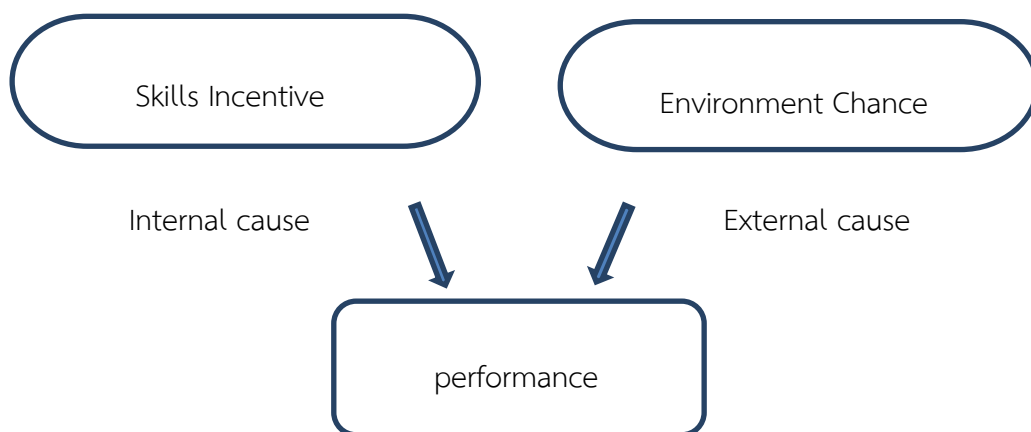 Skills Incentive
Environment Chance
Internal cause
External cause
performance